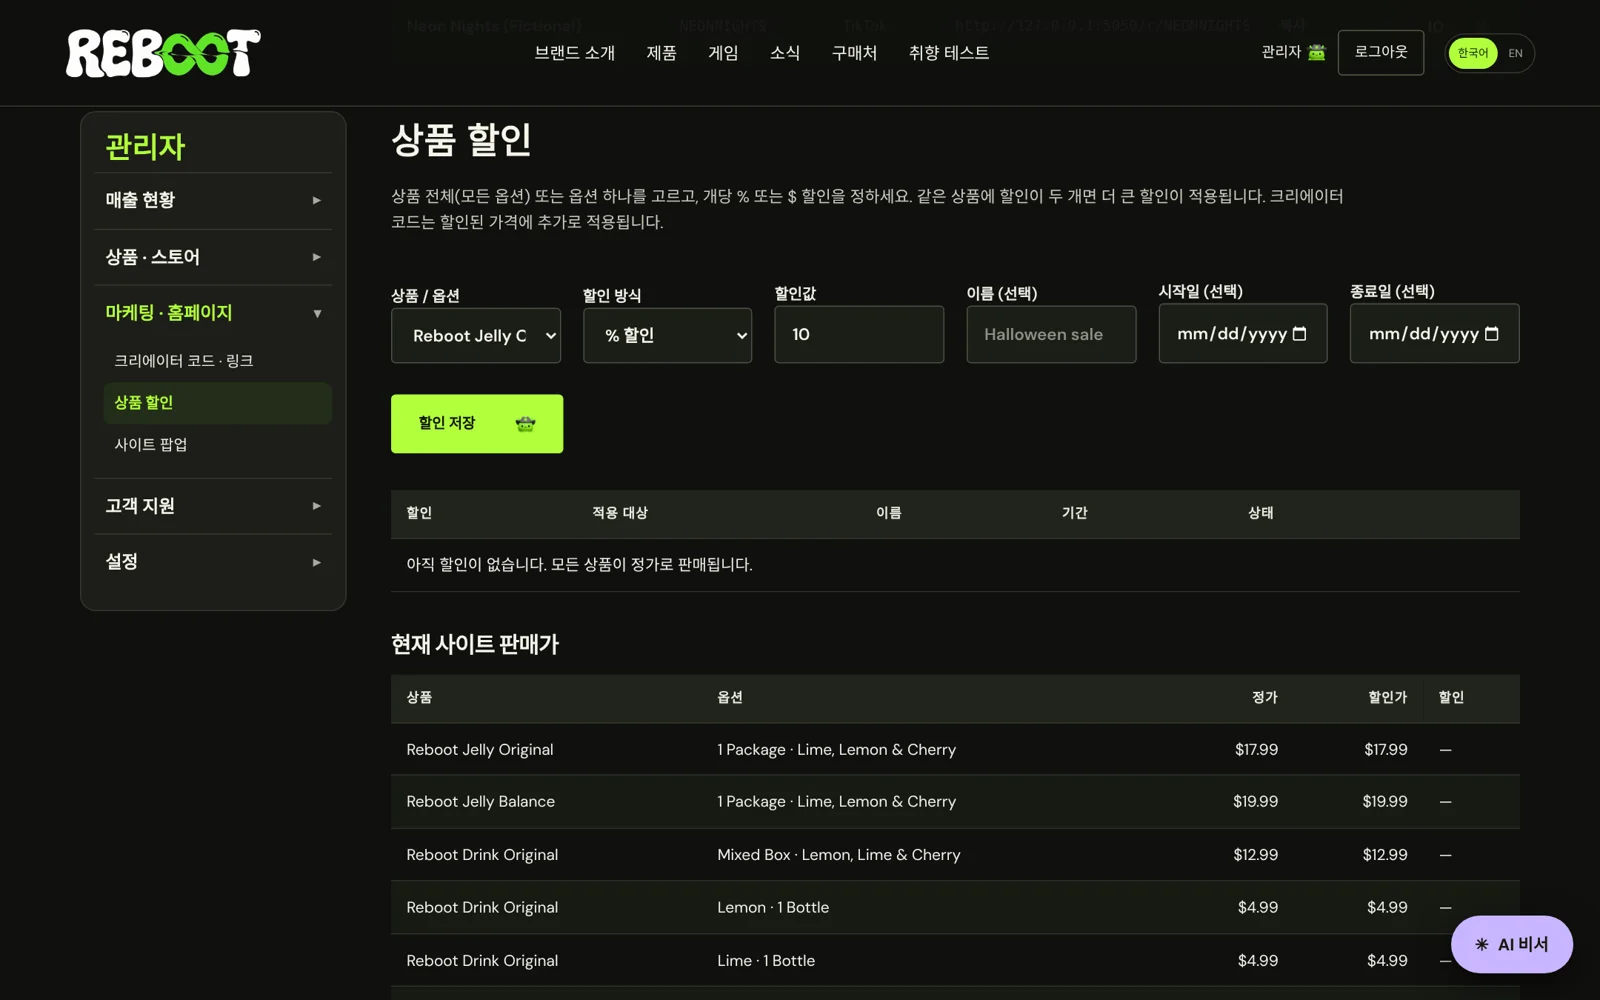 REBOOT
브랜드 소개
제품
게임
소식
구매처
취향 테스트
관리자
로그아웃
한국어
EN
Neon Nights (Fictional)
NEONNIGHTS
TikTok
관리자
매출 현황
상품 · 스토어
마케팅 · 홈페이지
크리에이터 코드 · 링크
상품 할인
사이트 팝업
고객 지원
설정
상품 할인
상품 전체(모든 옵션) 또는 옵션 하나를 고르고, 개당 % 또는 $ 할인을 정하세요. 같은 상품에 할인이 두 개면 더 큰 할인이 적용됩니다. 크리에이터
코드는 할인된 가격에 추가로 적용됩니다.
상품 / 옵션
Reboot Jelly O
할인 방식
% 할인
할인값
10
이름 (선택)
Halloween sale
시작일 (선택)
mm/dd/yyyy
종료일 (선택)
mm/dd/yyyy
할인 저장
할인 적용 대상 이름 기간 상태
아직 할인이 없습니다. 모든 상품이 정가로 판매됩니다.
현재 사이트 판매가
상품 옵션 정가 할인가 할인
Reboot Jelly Original 1 Package · Lime, Lemon & Cherry $17.99 $17.99 —
Reboot Jelly Balance 1 Package · Lime, Lemon & Cherry $19.99 $19.99 —
Reboot Drink Original Mixed Box · Lemon, Lime & Cherry $12.99 $12.99 —
Reboot Drink Original Lemon · 1 Bottle $4.99 $4.99 —
Reboot Drink Original Lime · 1 Bottle $4.99 $4.99 —
AI 비서